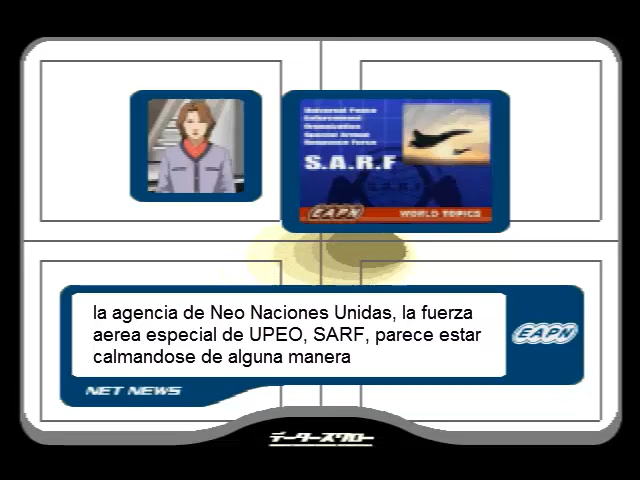 Universal Peace
Enforcement
Organization
Special Armed
Response Force
S.A.R.F
EAPN
WORLD TOPICS
la agencia de Neo Naciones Unidas, la fuerza
aerea especial de UPEO, SARF, parece estar
calmandose de alguna manera
EAPN
NET NEWS
データースワロー